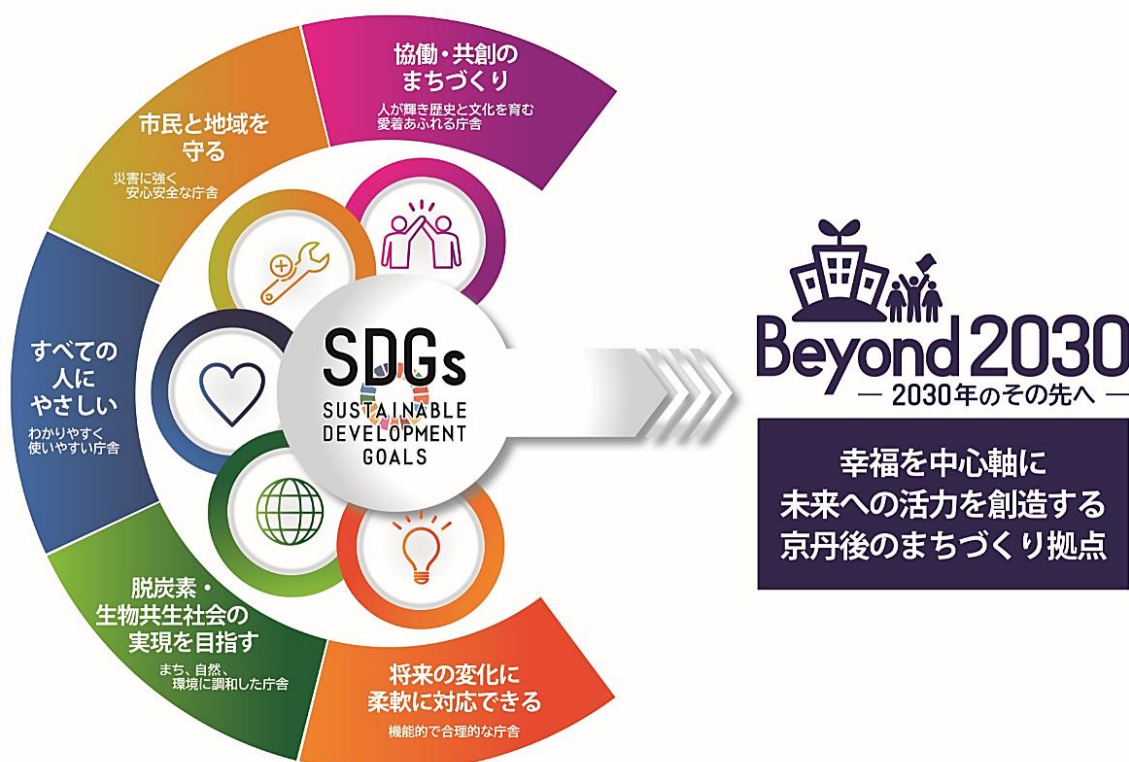 協働・共創の
まちづくり
人が輝き歴史と文化を育む
愛着あふれる庁舎
市民と地域を
守る
災害に強く
安心安全な庁舎
すべての
人に
やさしい
わかりやすく
使いやすい庁舎
脱炭素・
生物共生社会の
実現を目指す
まち、自然、
環境に調和した庁舎
将来の変化に
柔軟に対応できる
機能的で合理的な庁舎
SDGs
SUSTAINABLE
DEVELOPMENT
GOALS
Beyond 2030
― 2030年のその先へ ―
幸福を中心軸に
未来への活力を創造する
京丹後のまちづくり拠点